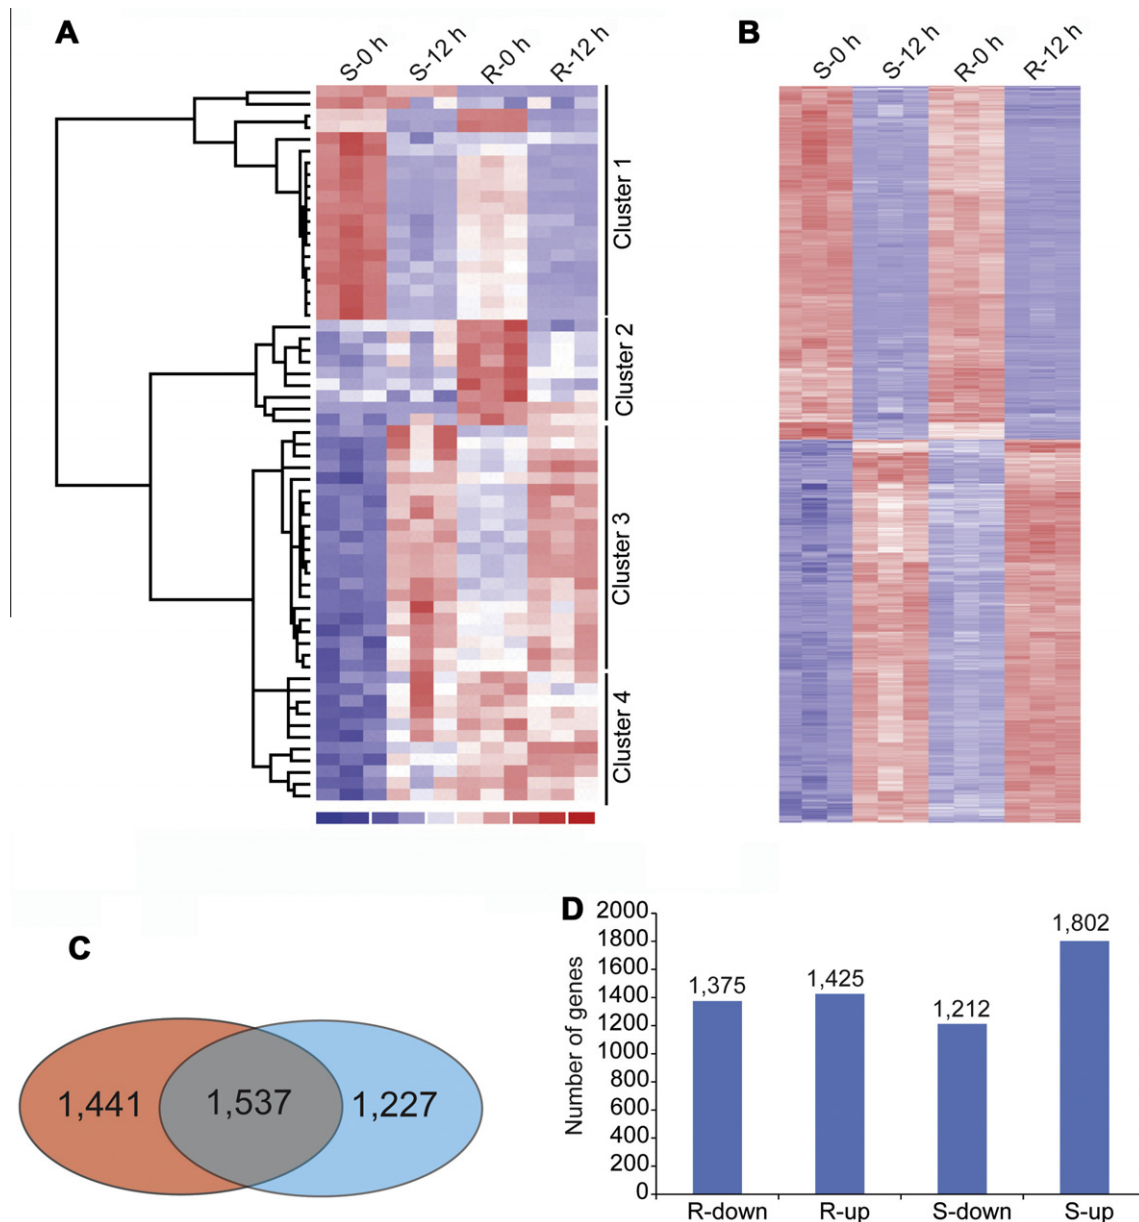 A
S-0 h
S-12 h
R-0 h
R-12 h
Cluster 1
Cluster 2
Cluster 3
Cluster 4
B
S-0 h
S-12 h
R-0 h
R-12 h
C
1,441
1,537
1,227
D
Number of genes
2000
1800
1600
1400
1200
1000
800
600
400
200
0
1,375
1,425
1,212
1,802
R-down
R-up
S-down
S-up